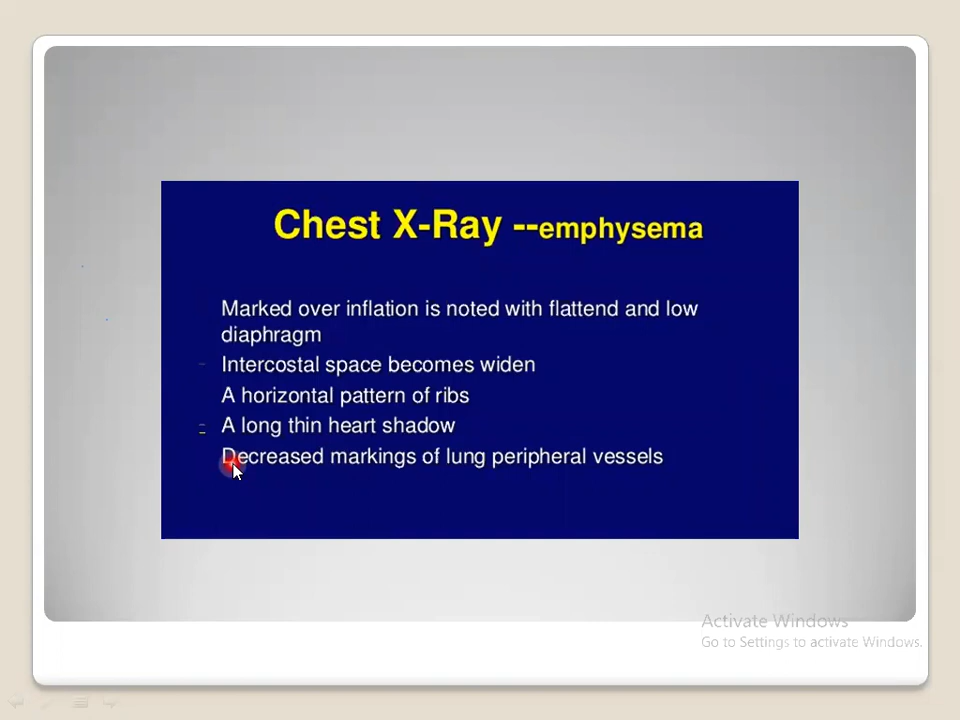 Chest X-Ray --emphysema
Marked over inflation is noted with flattend and low
diaphragm
- Intercostal space becomes widen
A horizontal pattern of ribs
- A long thin heart shadow
Decreased markings of lung peripheral vessels
Activate Windows
Go to Settings to activate Windows.